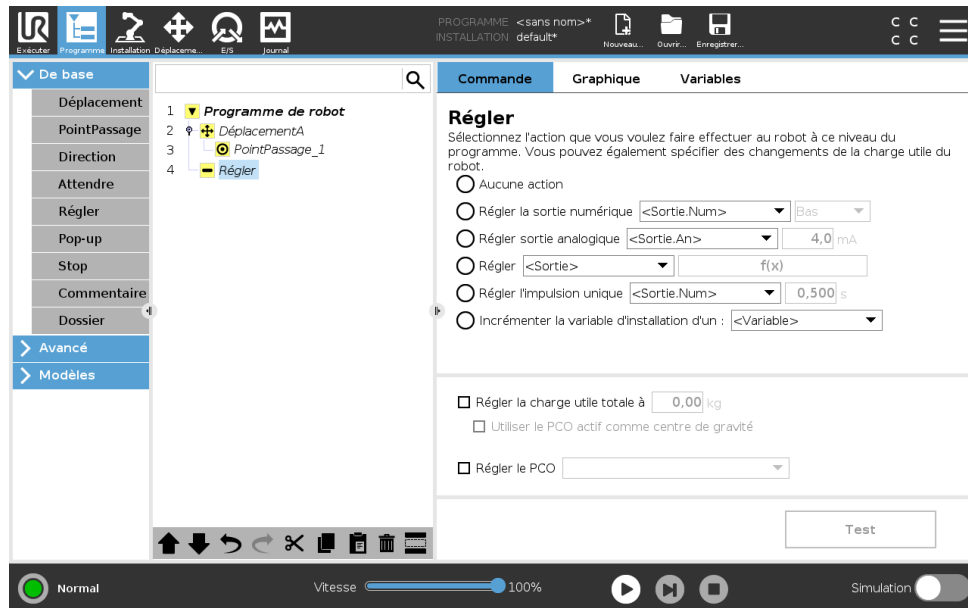 PROGRAMME <sans nom>*
INSTALLATION default*
C C
C C
Exécuter Programme Installation Déplaceme... E/S Journal Nouveau... Ouvrir... Enregistrer...
De base
Déplacement
PointPassage
Direction
Attendre
Régler
Pop-up
Stop
Commentaire
Dossier
Avancé
Modèles
1 Programme de robot
2 DéplacementA
3 PointPassage_1
4 Régler
Commande Graphique Variables
Régler
Sélectionnez l'action que vous voulez faire effectuer au robot à ce niveau du
programme. Vous pouvez également spécifier des changements de la charge utile du
robot.
Aucune action
Régler la sortie numérique <Sortie.Num> Bas
Régler sortie analogique <Sortie.An> 4,0 mA
Régler <Sortie> f(x)
Régler l'impulsion unique <Sortie.Num> 0,500 s
Incrémenter la variable d'installation d'un : <Variable>
Régler la charge utile totale à 0,00 kg
Utiliser le PCO actif comme centre de gravité
Régler le PCO
Test
Normal Vitesse 100% Simulation